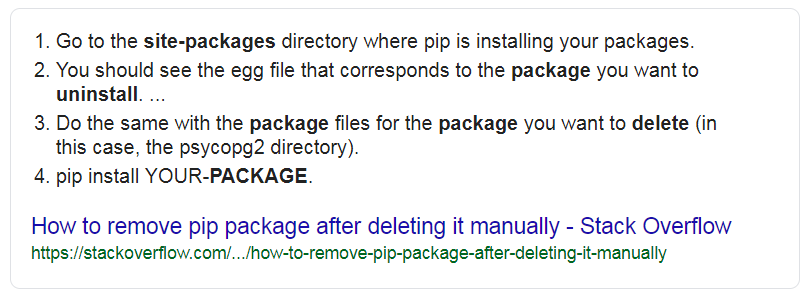 1. Go to the site-packages directory where pip is installing your packages.
2. You should see the egg file that corresponds to the package you want to
uninstall. ...
3. Do the same with the package files for the package you want to delete (in
this case, the psycopg2 directory).
4. pip install YOUR-PACKAGE.
How to remove pip package after deleting it manually - Stack Overflow
https://stackoverflow.com/.../how-to-remove-pip-package-after-deleting-it-manually